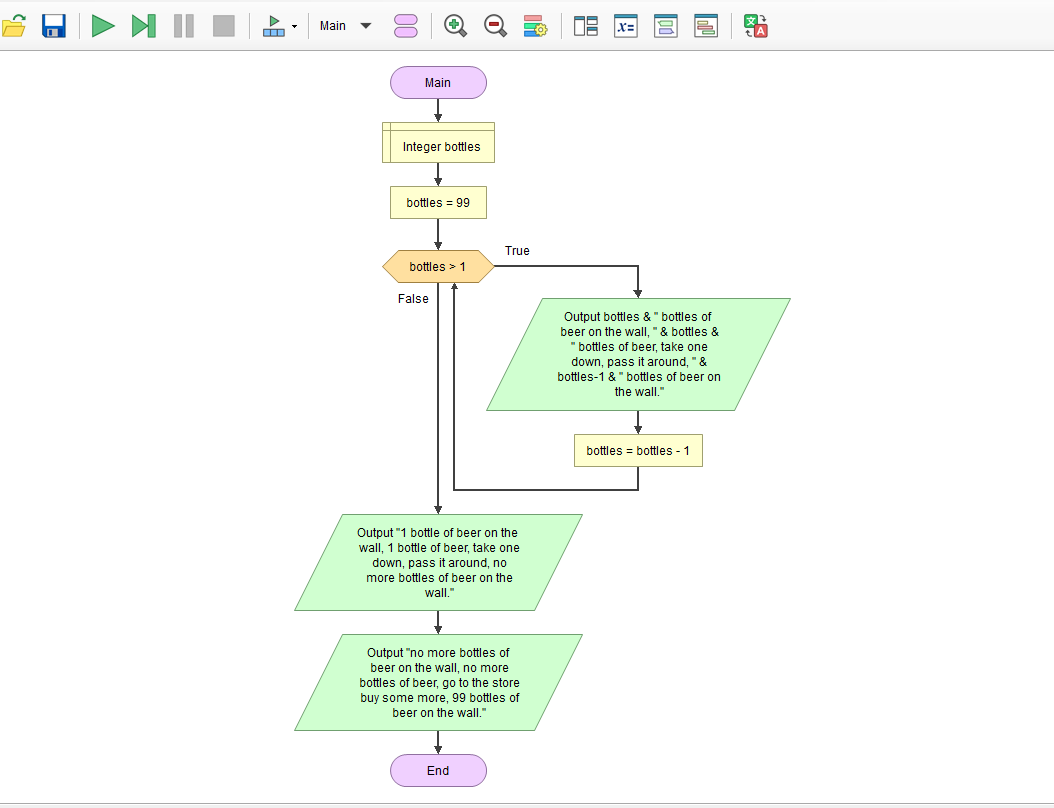 Main
x=
文
A
Main
Integer bottles
bottles = 99
bottles > 1
True
False
Output bottles & " bottles of
beer on the wall, " & bottles &
" bottles of beer, take one
down, pass it around, " &
bottles-1 & " bottles of beer on
the wall."
bottles = bottles - 1
Output "1 bottle of beer on the
wall, 1 bottle of beer, take one
down, pass it around, no
more bottles of beer on the
wall."
Output "no more bottles of
beer on the wall, no more
bottles of beer, go to the store
buy some more, 99 bottles of
beer on the wall."
End